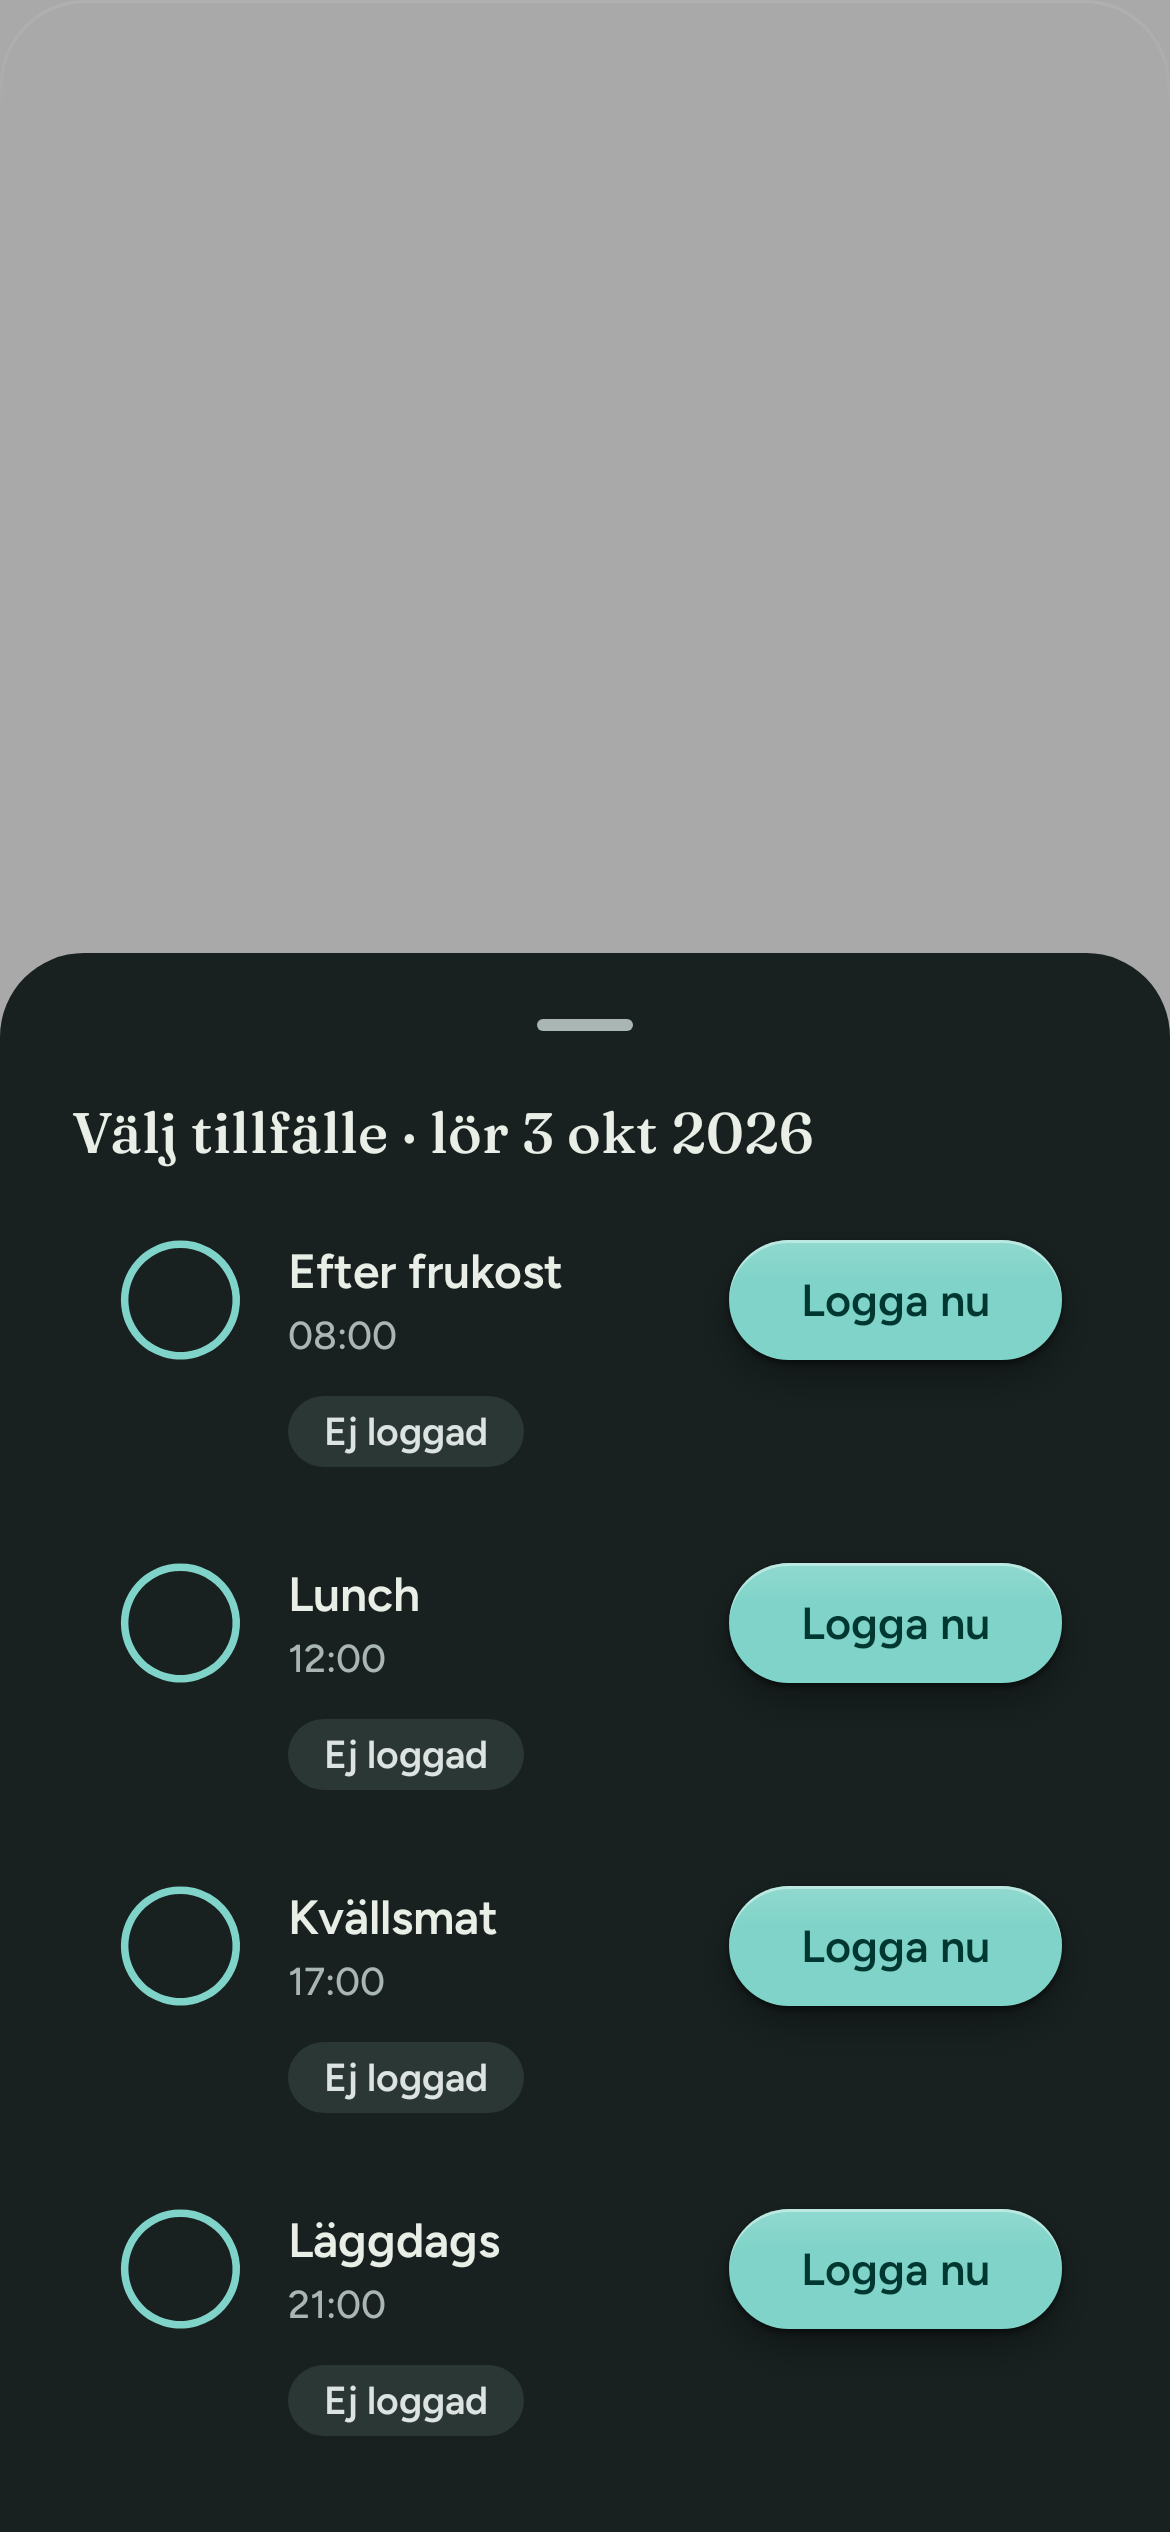 Välj tillfälle · lör 3 okt 2026
Efter frukost
08:00
Logga nu
Ej loggad
Lunch
12:00
Logga nu
Ej loggad
Kvällsmat
17:00
Logga nu
Ej loggad
Läggdags
21:00
Logga nu
Ej loggad